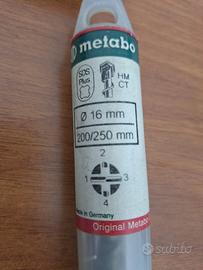 metabo
SDS
Plus
HM
CT
Ø 16 mm
200/250 mm
2
1 3
4
Made in Germany
Original Metabo
subito